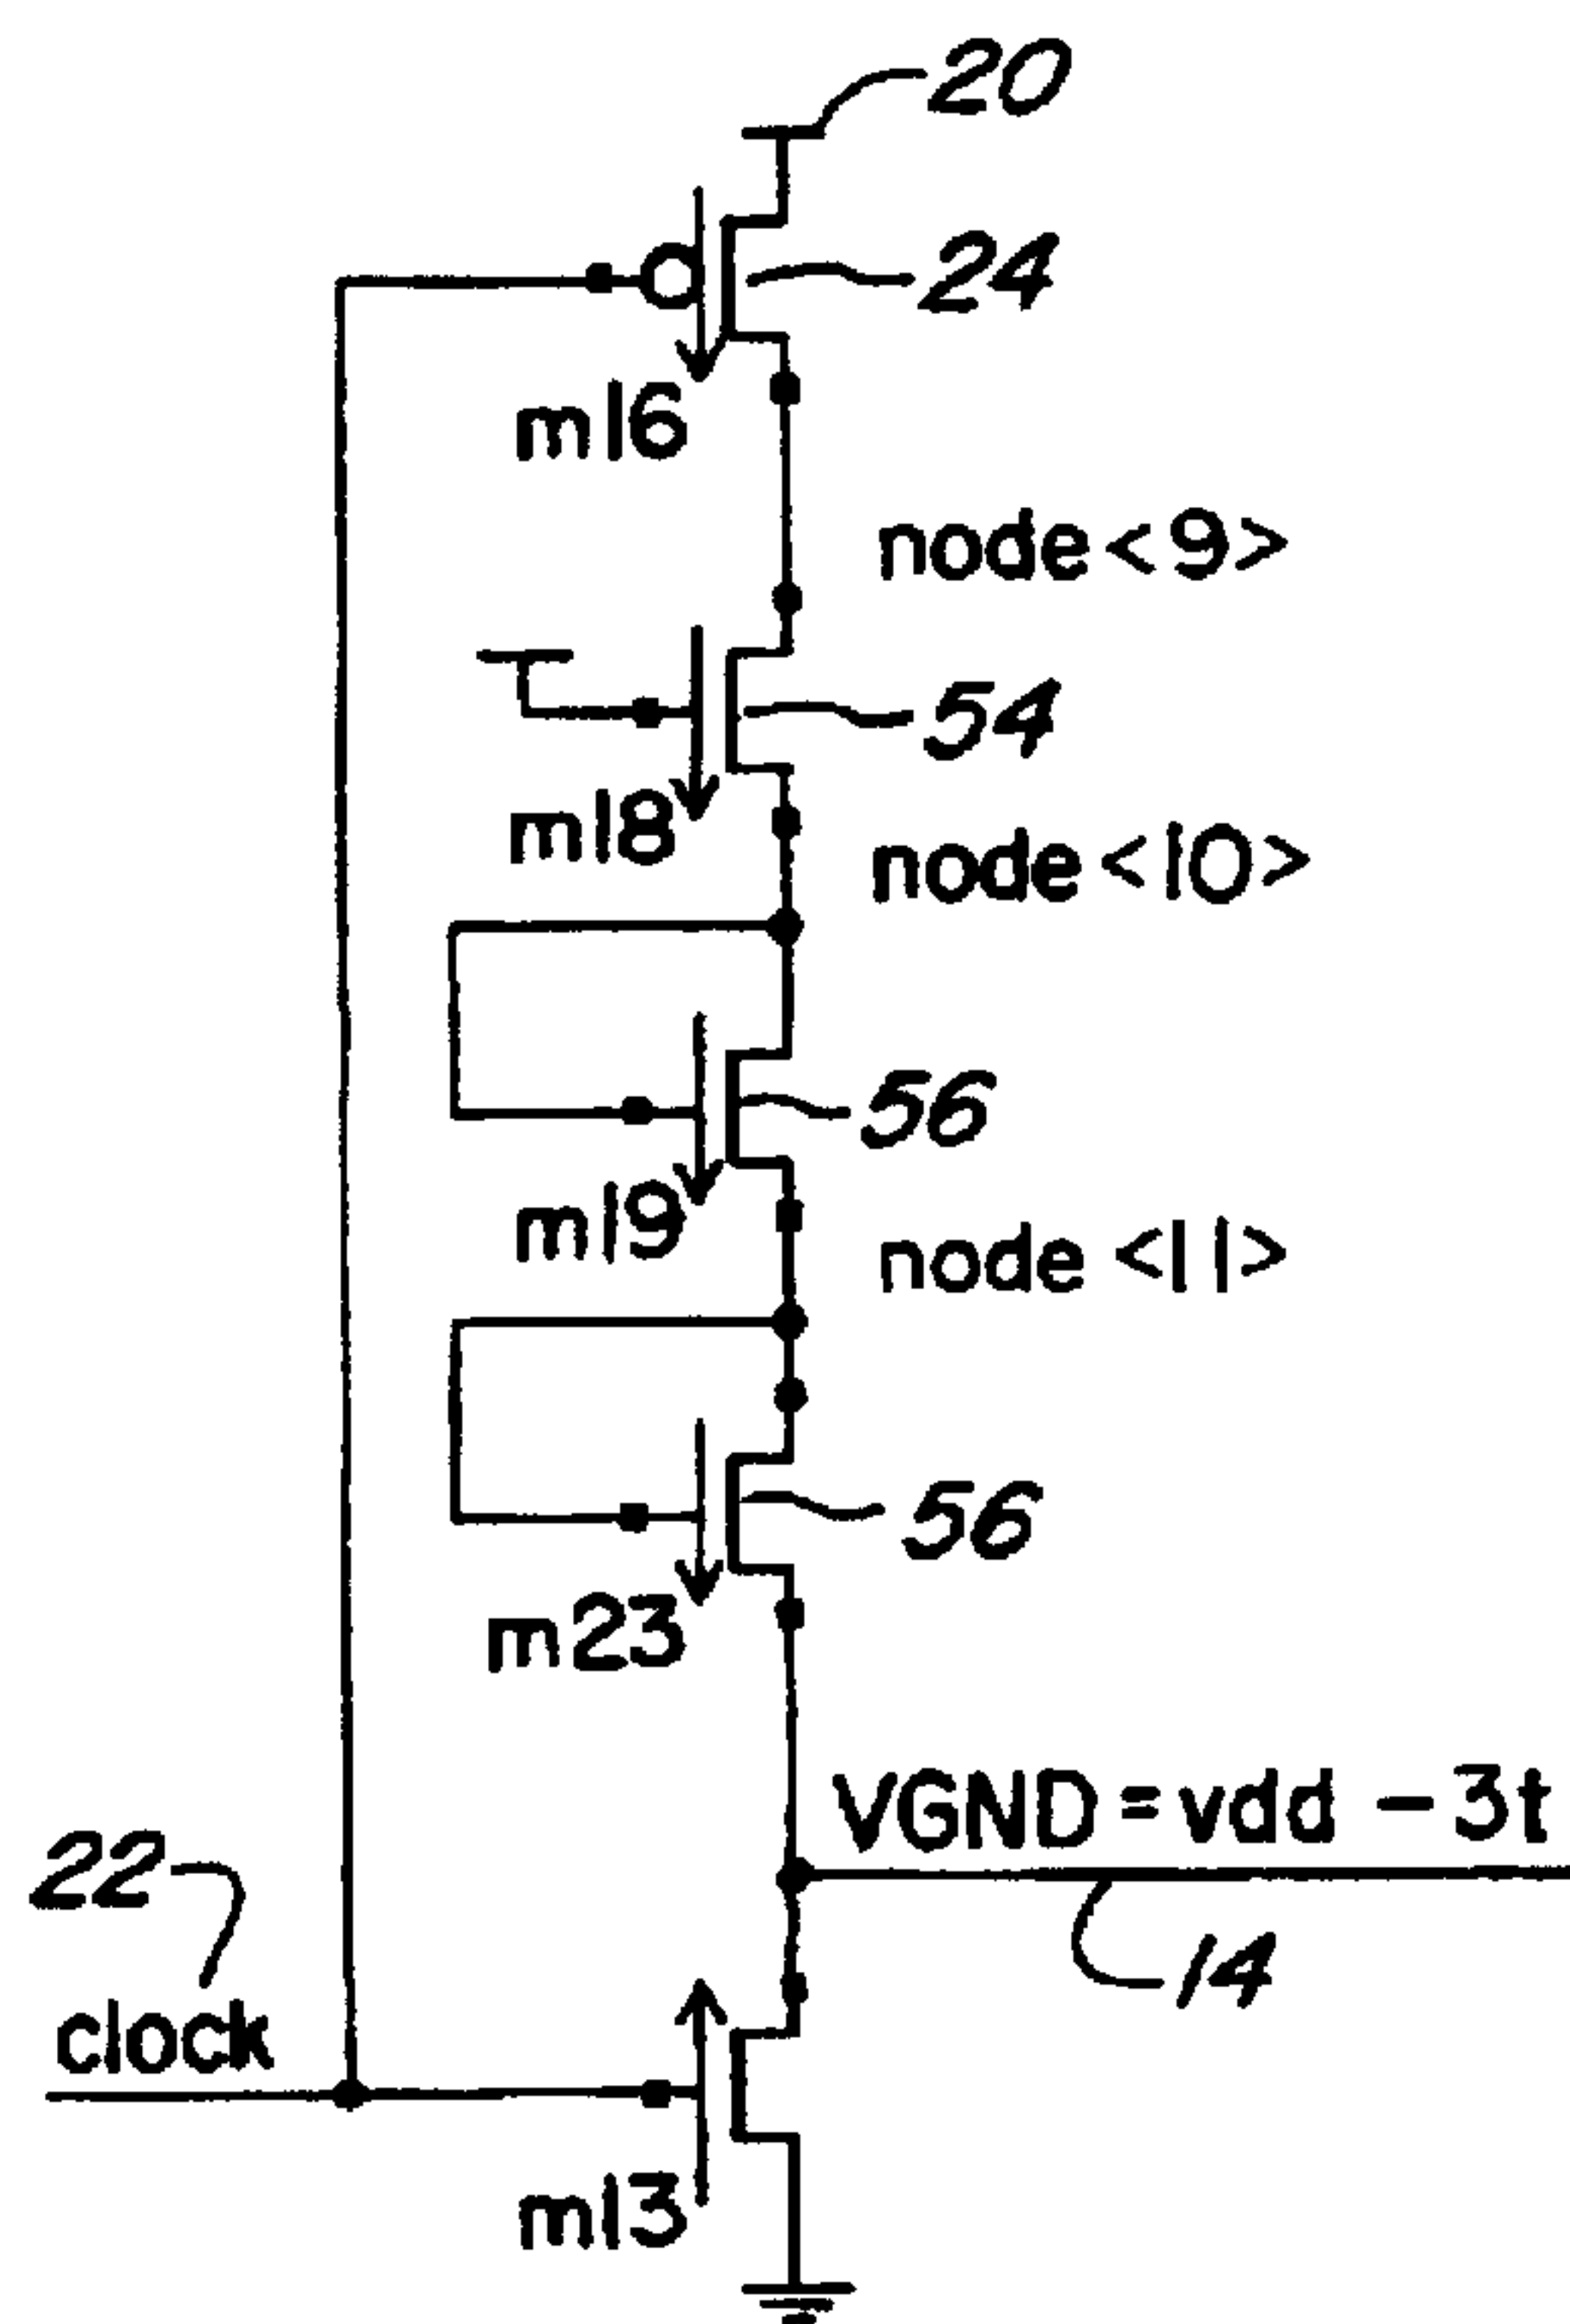 20
24
m16
node<9>
54
m18
node<10>
56
m19
node <11>
56
m23
VGND=vdd-3t
22
14
clock
m13